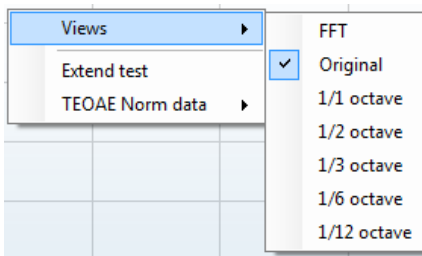 Views
Extend test
TEOAE Norm data
FFT
Original
1/1 octave
1/2 octave
1/3 octave
1/6 octave
1/12 octave